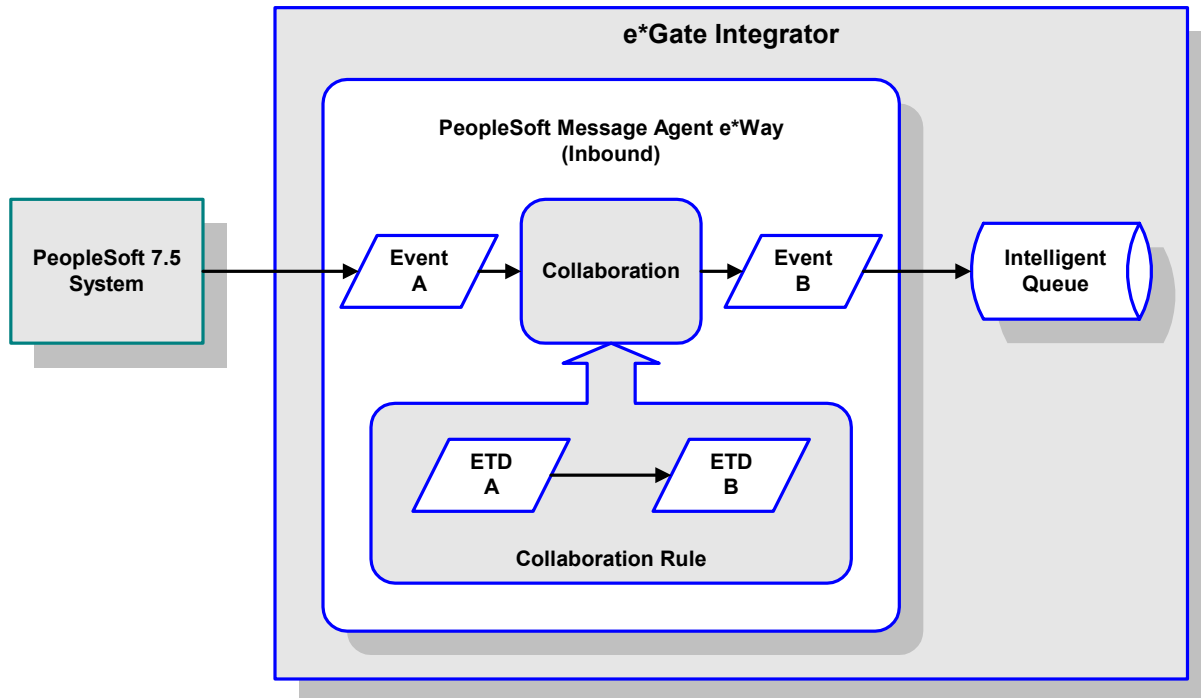 e*Gate Integrator
PeopleSoft Message Agent e*Way
(Inbound)
PeopleSoft 7.5
System
Event
A
Collaboration
Event
B
Intelligent
Queue
ETD
A
ETD
B
Collaboration Rule